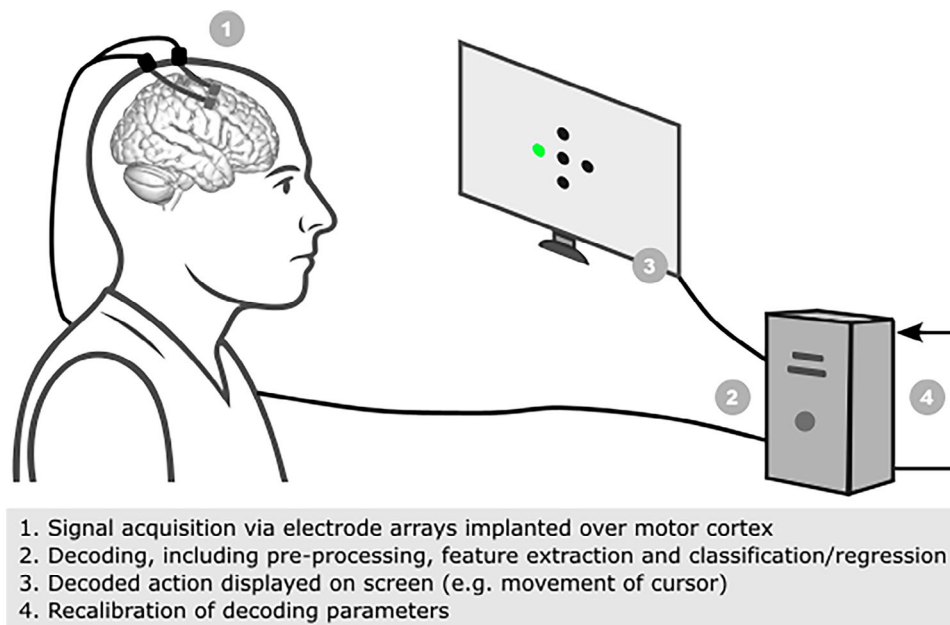 1
3
2
4
1. Signal acquisition via electrode arrays implanted over motor cortex
2. Decoding, including pre-processing, feature extraction and classification/regression
3. Decoded action displayed on screen (e.g. movement of cursor)
4. Recalibration of decoding parameters